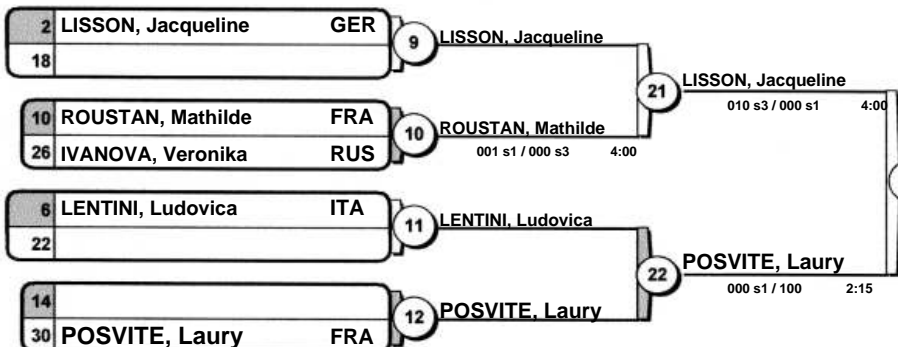 2 LISSON, Jacqueline GER
18
9 LISSON, Jacqueline
10 ROUSTAN, Mathilde FRA
26 IVANOVA, Veronika RUS
10 ROUSTAN, Mathilde
001 s1 / 000 s3 4:00
21 LISSON, Jacqueline
010 s3 / 000 s1 4:00
6 LENTINI, Ludovica ITA
22
11 LENTINI, Ludovica
14
30 POSVITE, Laury FRA
12 POSVITE, Laury
22 POSVITE, Laury
000 s1 / 100 2:15